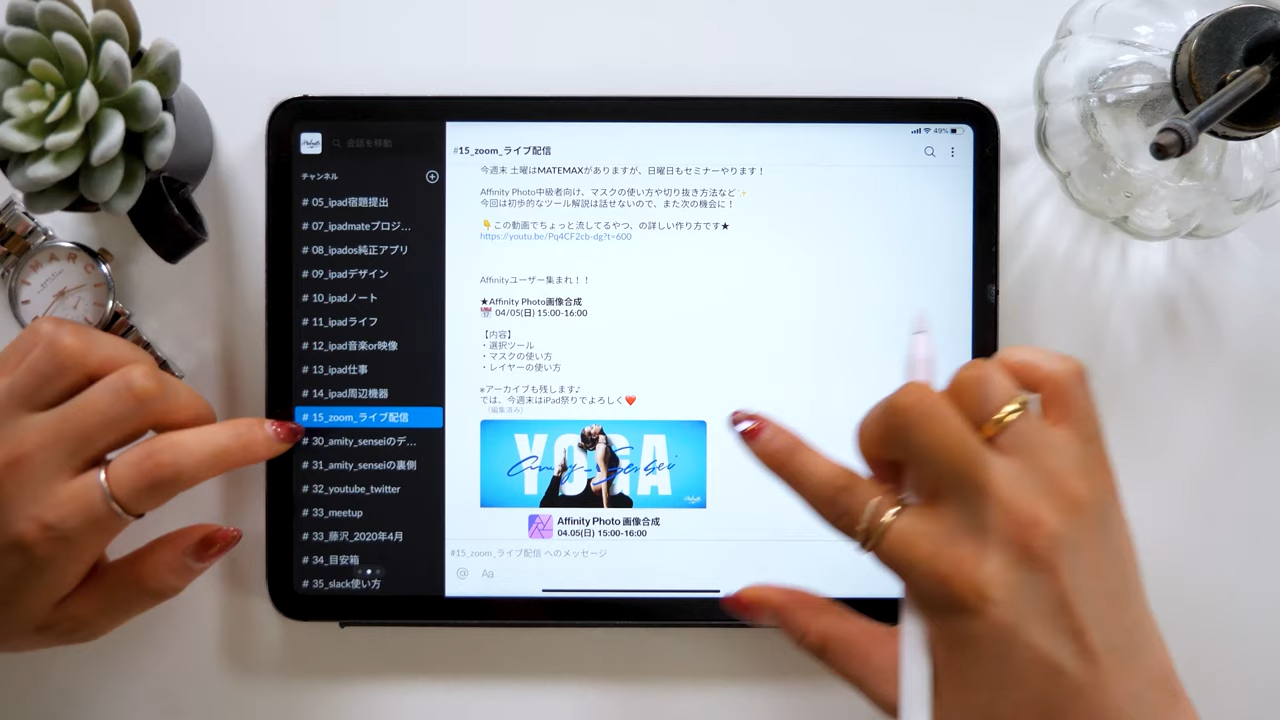 会話を移動
チャンネル
# 05_ipad宿題提出
# 07_ipadmateプロジ...
# 08_ipados純正アプリ
# 09_ipadデザイン
# 10_ipadノート
# 11_ipadライフ
# 12_ipad音楽or映像
# 13_ipad仕事
# 14_ipad周辺機器
# 15_zoom_ライブ配信
# 30_amity_senseiのデ...
# 31_amity_senseiの裏側
# 32_youtube_twitter
# 33_meetup
# 33_藤沢_2020年4月
# 34_目安箱
# 35_slack使い方
49%
#15_zoom_ライブ配信
今週末 土曜はMATEMAXがありますが、日曜日もセミナーやります！
Affinity Photo中級者向け、マスクの使い方や切り抜き方法など✨
今回は初歩的なツール解説は話せないので、また次の機会に！
👇この動画でちょっと流してるやつ、の詳しい作り方です★
https://youtu.be/Pq4CF2cb-dg?t=600
Affinityユーザー集まれ！！
★Affinity Photo画像合成
📅 04/05(日) 15:00-16:00
【内容】
・選択ツール
・マスクの使い方
・レイヤーの使い方
※アーカイブも残します♪
では、今週末はiPad祭りでよろしく❤️
（編集済み）
YOGA
Amity-Sensei
Affinity Photo 画像合成
04.05(日) 15:00-16:00
#15_zoom_ライブ配信 へのメッセージ
@ Aa
MARC